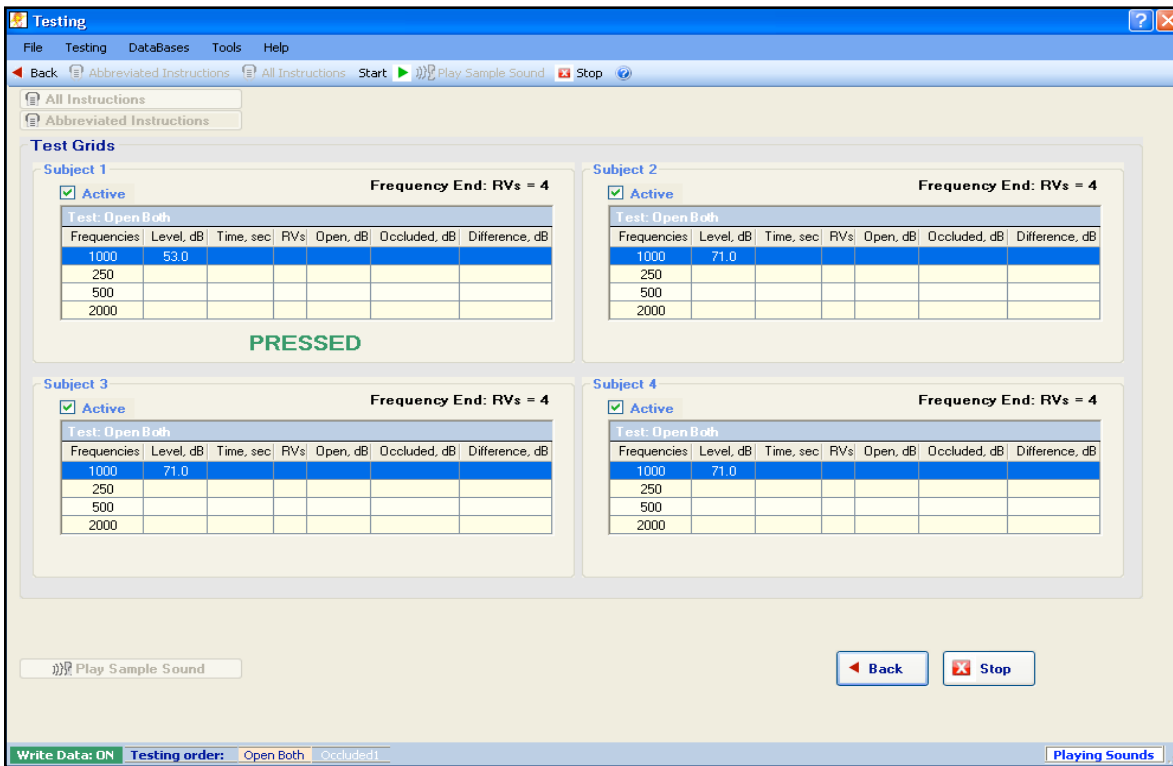 Testing
File Testing DataBases Tools Help
Back Abbreviated Instructions All Instructions Start Play Sample Sound Stop
All Instructions
Abbreviated Instructions
Test Grids
Subject 1
Active
Frequency End: RVs = 4
Test: Open Both
Frequencies Level, dB Time, sec RVs Open, dB Occluded, dB Difference, dB
1000 53.0
250
500
2000
PRESSED
Subject 2
Active
Frequency End: RVs = 4
Test: Open Both
Frequencies Level, dB Time, sec RVs Open, dB Occluded, dB Difference, dB
1000 71.0
250
500
2000
Subject 3
Active
Frequency End: RVs = 4
Test: Open Both
Frequencies Level, dB Time, sec RVs Open, dB Occluded, dB Difference, dB
1000 71.0
250
500
2000
Subject 4
Active
Frequency End: RVs = 4
Test: Open Both
Frequencies Level, dB Time, sec RVs Open, dB Occluded, dB Difference, dB
1000 71.0
250
500
2000
Play Sample Sound
Back
Stop
Write Data: ON Testing order: Open Both Occluded1 Playing Sounds